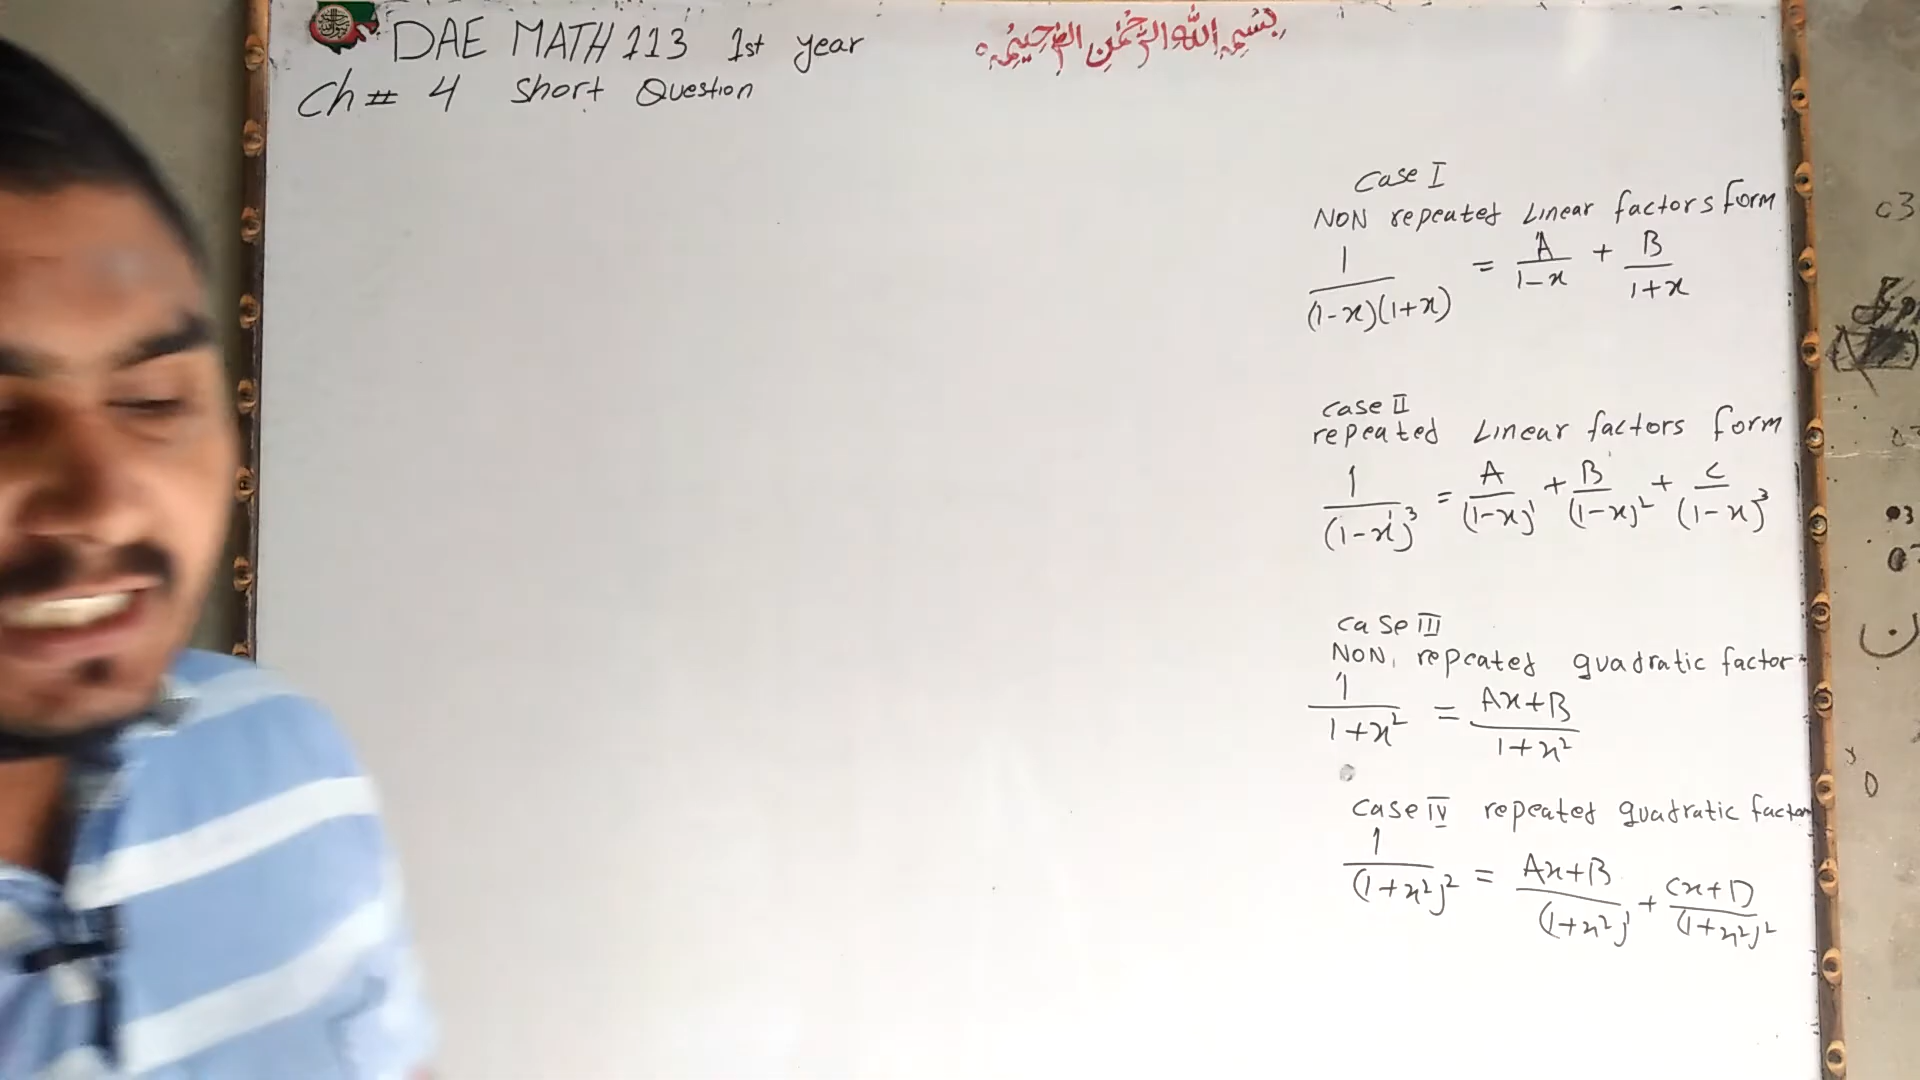 DAE MATH 113 1st year
بسم الله الرحمن الرحيم
Ch # 4 short Question
Case I
NON repeated Linear factors form
1/((1-x)(1+x)) = A/(1-x) + B/(1+x)
case II
repeated Linear factors form
1/(1-x)^3 = A/(1-x)^1 + B/(1-x)^2 + C/(1-x)^3
case III
NON repeated quadratic factor
1/(1+x^2) = (Ax+B)/(1+x^2)
case IV repeated quadratic factor
1/(1+x^2)^2 = (Ax+B)/(1+x^2)^1 + (Cx+D)/(1+x^2)^2